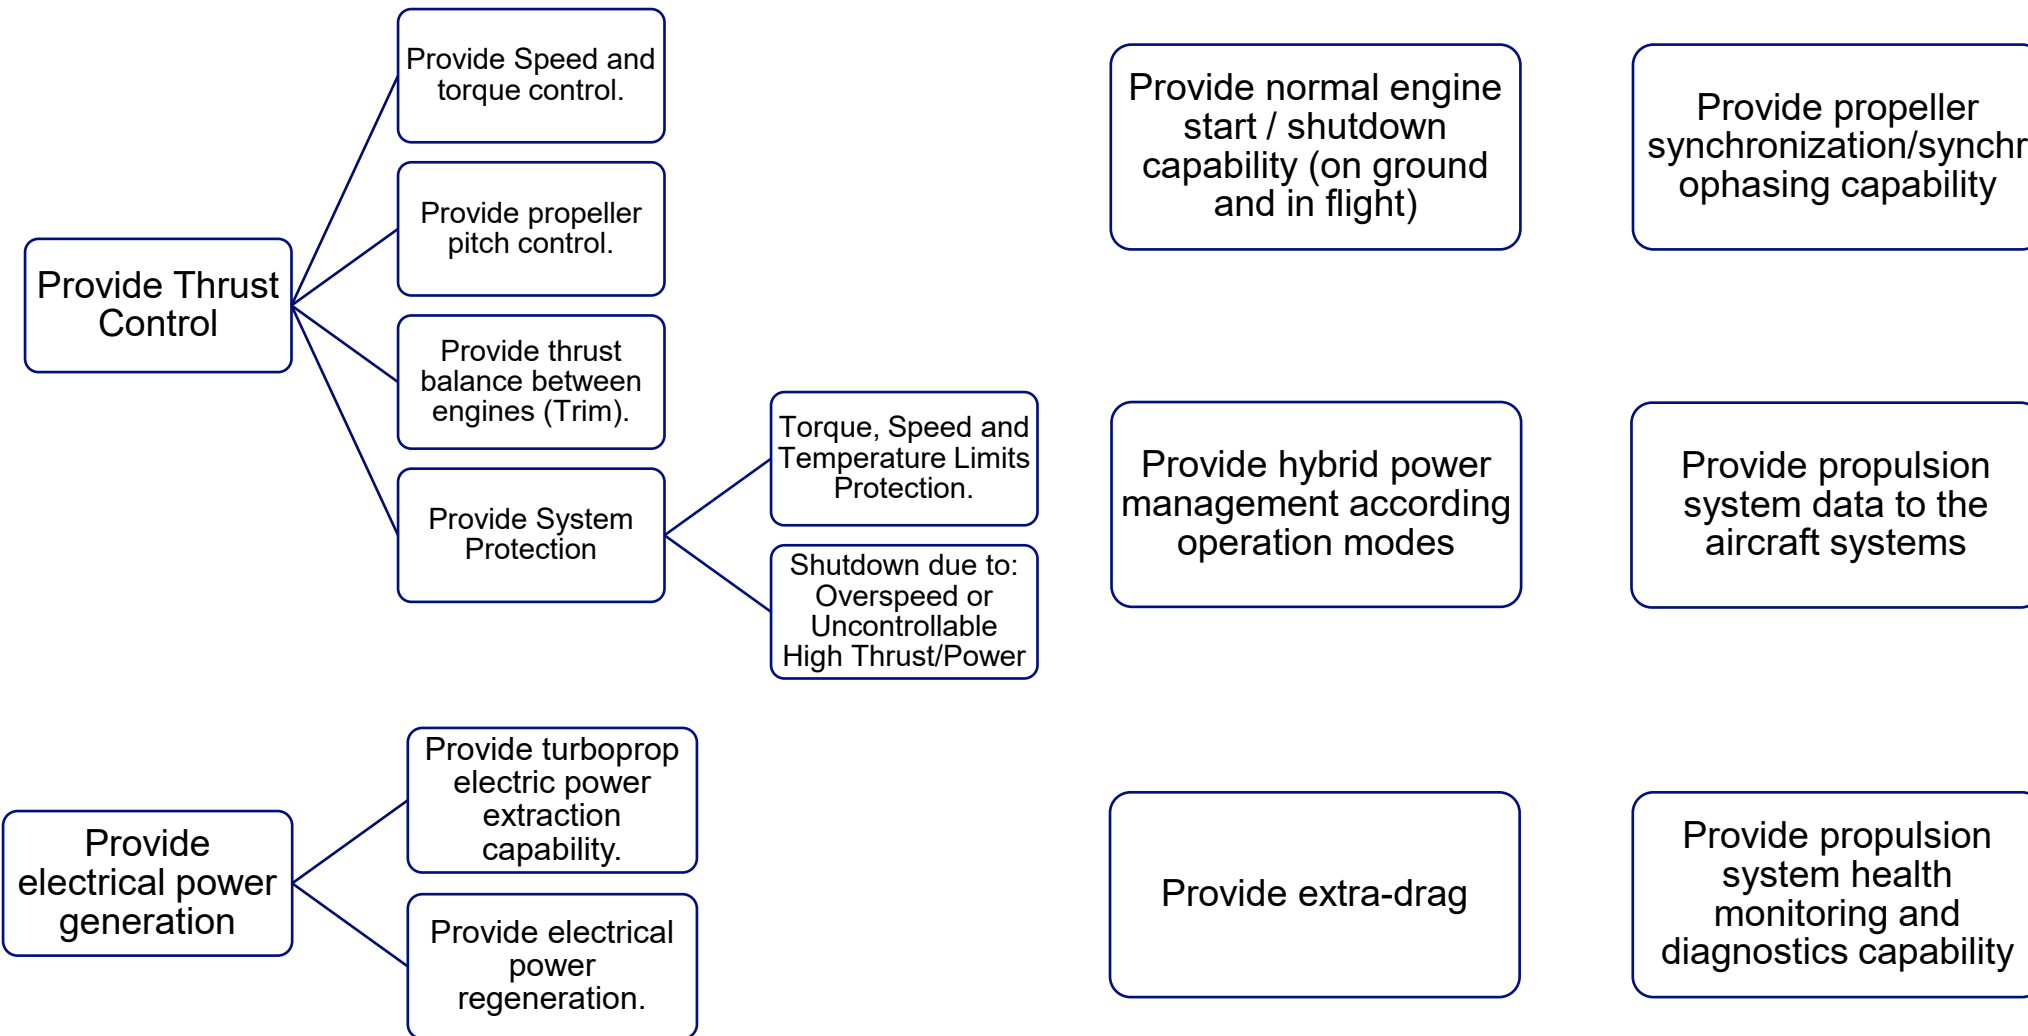 Provide Speed and
torque control.
Provide propeller
pitch control.
Provide Thrust
Control
Provide thrust
balance between
engines (Trim).
Provide System
Protection
Torque, Speed and
Temperature Limits
Protection.
Shutdown due to:
Overspeed or
Uncontrollable
High Thrust/Power
Provide
electrical power
generation
Provide turboprop
electric power
extraction
capability.
Provide electrical
power
regeneration.
Provide normal engine
start / shutdown
capability (on ground
and in flight)
Provide propeller
synchronization/synchr
ophasing capability
Provide hybrid power
management according
operation modes
Provide propulsion
system data to the
aircraft systems
Provide extra-drag
Provide propulsion
system health
monitoring and
diagnostics capability